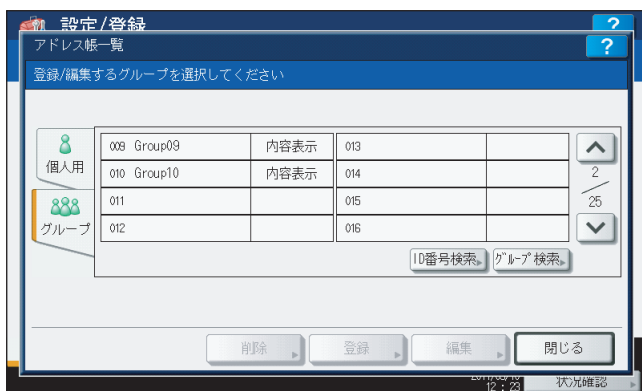 設定/登録
?
アドレス帳一覧
?
登録/編集するグループを選択してください
個人用
グループ
009 Group09 内容表示 013
010 Group10 内容表示 014
011 015
012 016
2
25
ID番号検索
グループ検索
削除 登録 編集 閉じる
12:29 状況確認